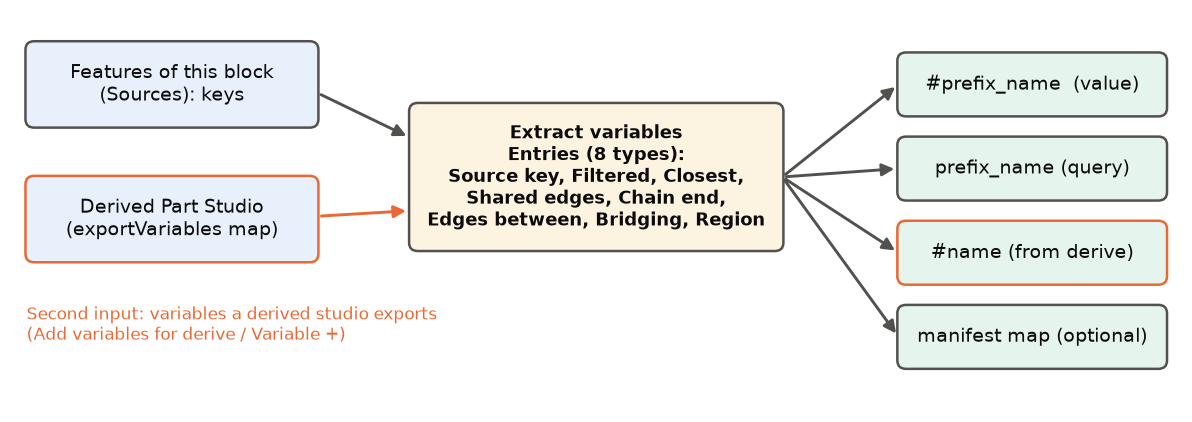 Features of this block
(Sources): keys
Derived Part Studio
(exportVariables map)
Second input: variables a derived studio exports
(Add variables for derive / Variable +)
Extract variables
Entries (8 types):
Source key, Filtered, Closest,
Shared edges, Chain end,
Edges between, Bridging, Region
#prefix_name  (value)
prefix_name (query)
#name (from derive)
manifest map (optional)